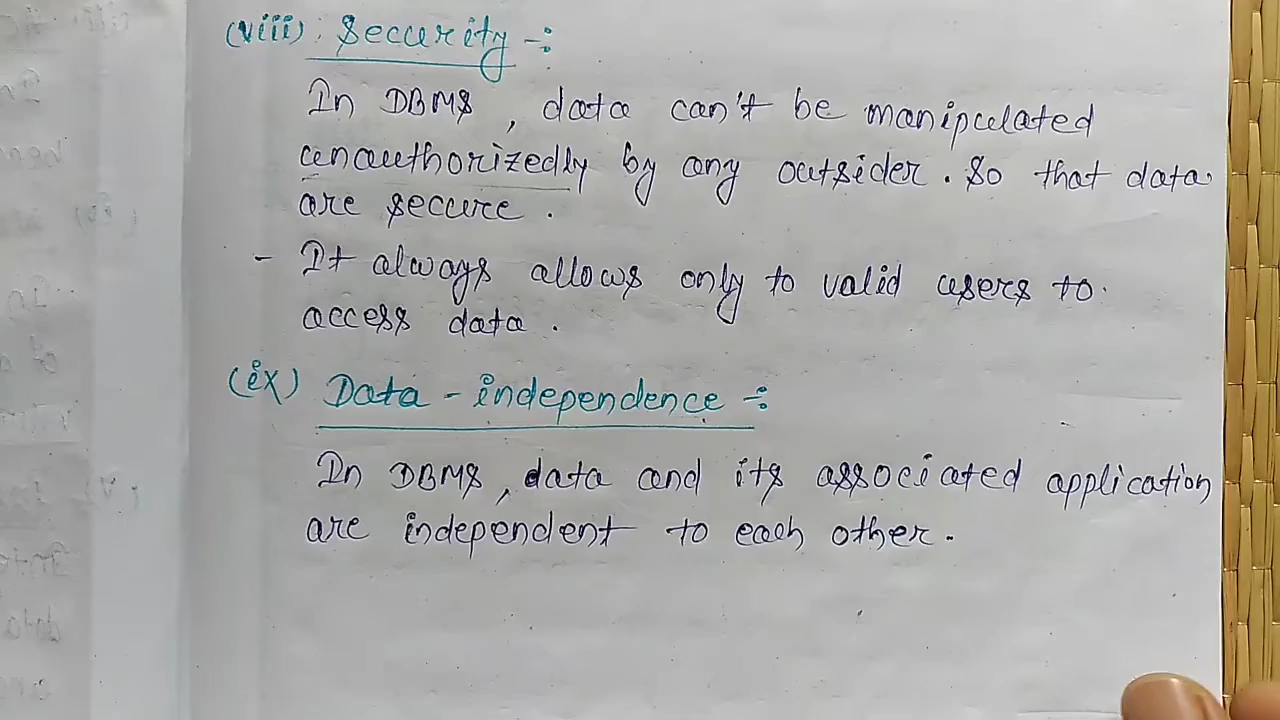 (viii) Security -:
In DBMS, data can't be manipulated
unauthorizedly by any outsider. So that data
are secure.
- It always allows only to valid users to
access data.
(ix) Data - independence -:
In DBMS, data and its associated application
are independent to each other.